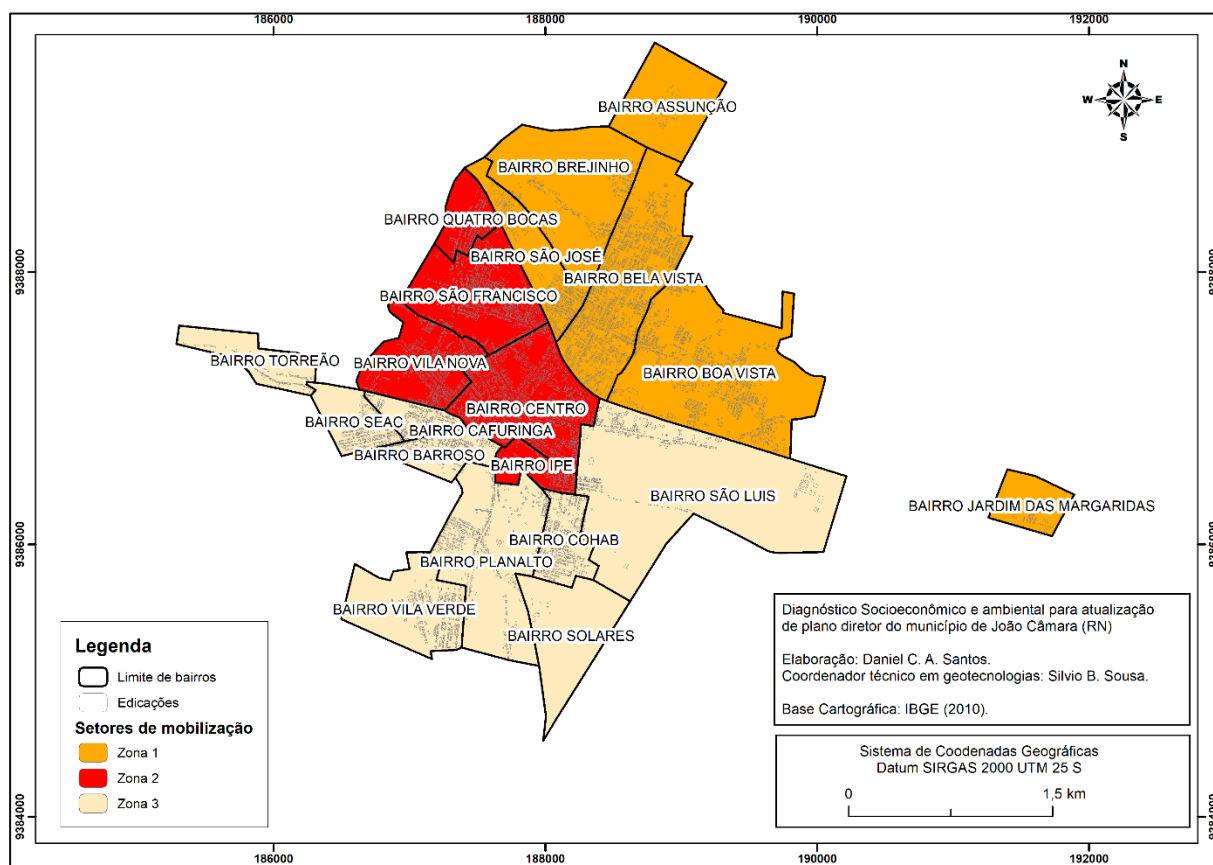 186000
188000
190000
192000
N
W
E
S
BAIRRO ASSUNÇÃO
BAIRRO BREJINHO
BAIRRO QUATRO BOCAS
BAIRRO SÃO JOSÉ
9388000
9388000
BAIRRO BELA VISTA
BAIRRO SÃO FRANCISCO
BAIRRO TORREÃO
BAIRRO VILA NOVA
BAIRRO BOA VISTA
BAIRRO CENTRO
BAIRRO SEAC
BAIRRO CAFURINGA
BAIRRO BARROSO
BAIRRO IPE
BAIRRO SÃO LUIS
BAIRRO JARDIM DAS MARGARIDAS
9386000
9386000
BAIRRO COHAB
BAIRRO PLANALTO
BAIRRO VILA VERDE
BAIRRO SOLARES
Legenda
Limite de bairros
Edicações
Setores de mobilização
Zona 1
Zona 2
Zona 3
Diagnóstico Socioeconômico e ambiental para atualização
de plano diretor do município de João Câmara (RN)
Elaboração: Daniel C. A. Santos.
Coordenador técnico em geotecnologias: Silvio B. Sousa.
Base Cartográfica: IBGE (2010).
Sistema de Coodenadas Geográficas
Datum SIRGAS 2000 UTM 25 S
0
1,5 km
9384000
9384000
186000
188000
190000
192000